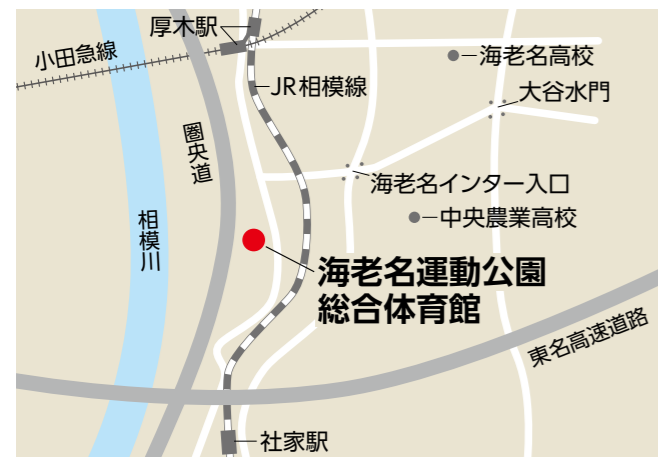 厚木駅
小田急線
海老名高校
JR相模線
大谷水門
圏央道
海老名インター入口
相模川
中央農業高校
海老名運動公園
総合体育館
東名高速道路
社家駅